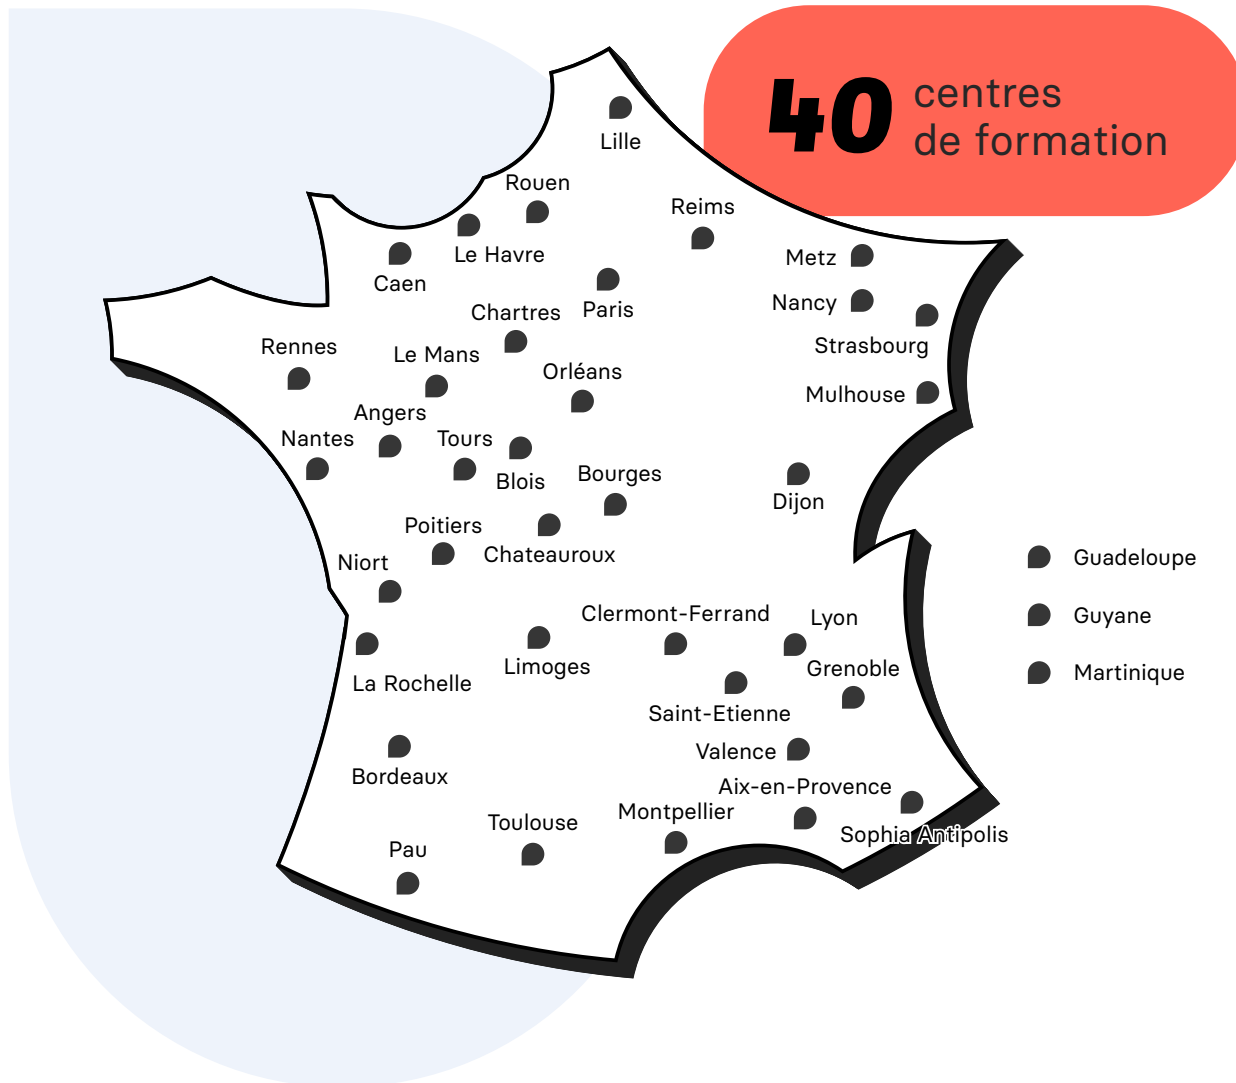 40 centres
de formation
Lille
Rouen
Reims
Le Havre
Metz
Caen
Nancy
Paris
Chartres
Strasbourg
Rennes
Le Mans
Orléans
Mulhouse
Angers
Nantes
Tours
Blois
Bourges
Dijon
Poitiers
Chateauroux
Niort
Guadeloupe
Clermont-Ferrand
Lyon
Guyane
Limoges
Grenoble
Martinique
La Rochelle
Saint-Etienne
Valence
Bordeaux
Aix-en-Provence
Montpellier
Toulouse
Sophia Antipolis
Pau